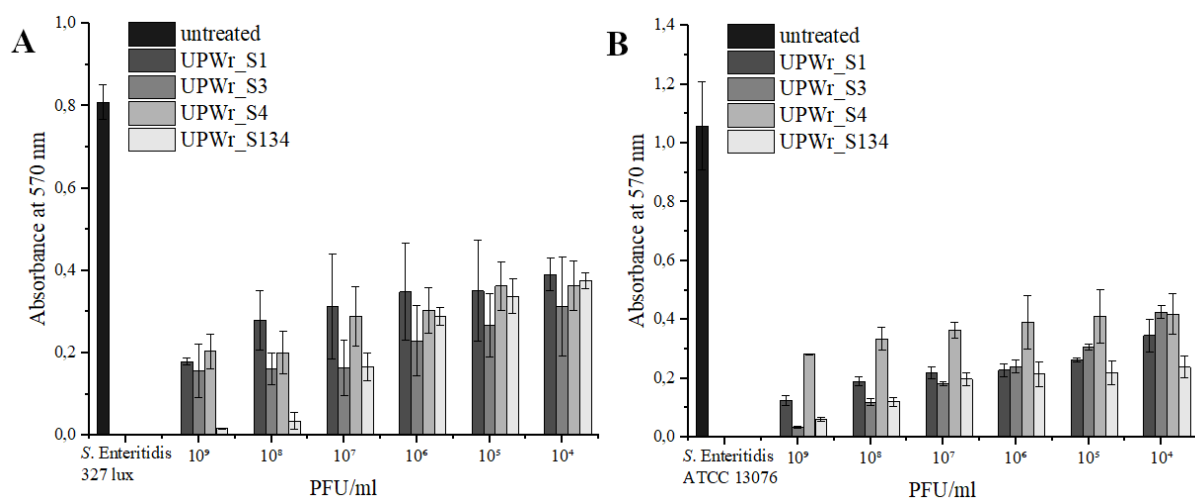 A
untreated
UPWr_S1
UPWr_S3
UPWr_S4
UPWr_S134
Absorbance at 570 nm
1,0
0,8
0,6
0,4
0,2
0,0
S. Enteritidis
327 lux
10⁹
10⁸
10⁷
10⁶
10⁵
10⁴
PFU/ml
B
untreated
UPWr_S1
UPWr_S3
UPWr_S4
UPWr_S134
Absorbance at 570 nm
1,4
1,2
1,0
0,8
0,6
0,4
0,2
0,0
S. Enteritidis
ATCC 13076
10⁹
10⁸
10⁷
10⁶
10⁵
10⁴
PFU/ml